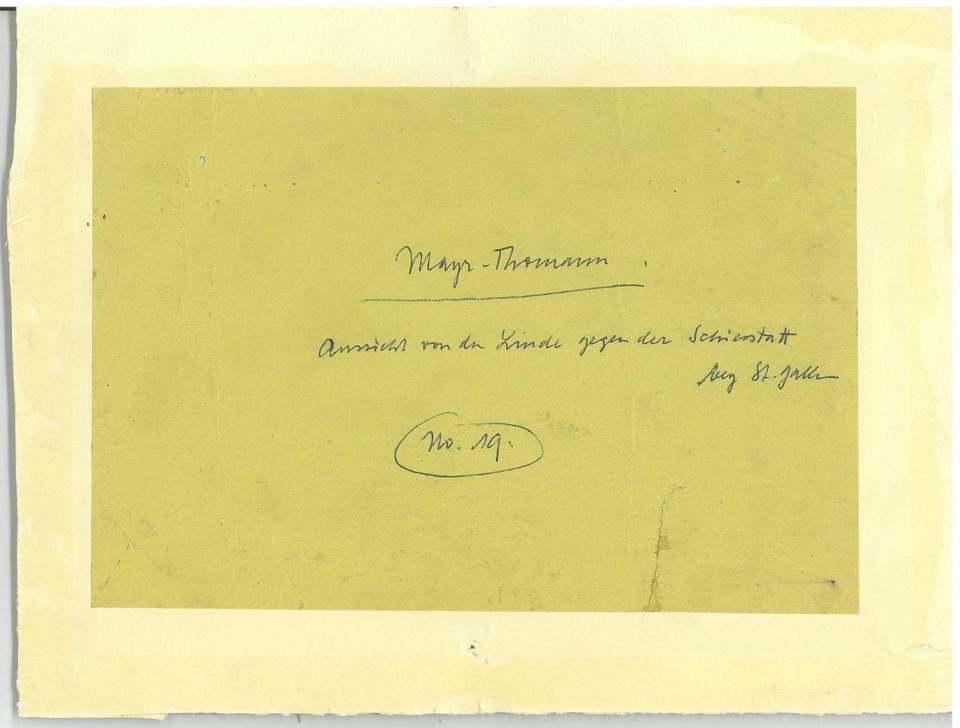 Mayr-Thomann.
Aussicht von der Linde gegen der Schiesstatt
bey St. Gallen
No. 19.